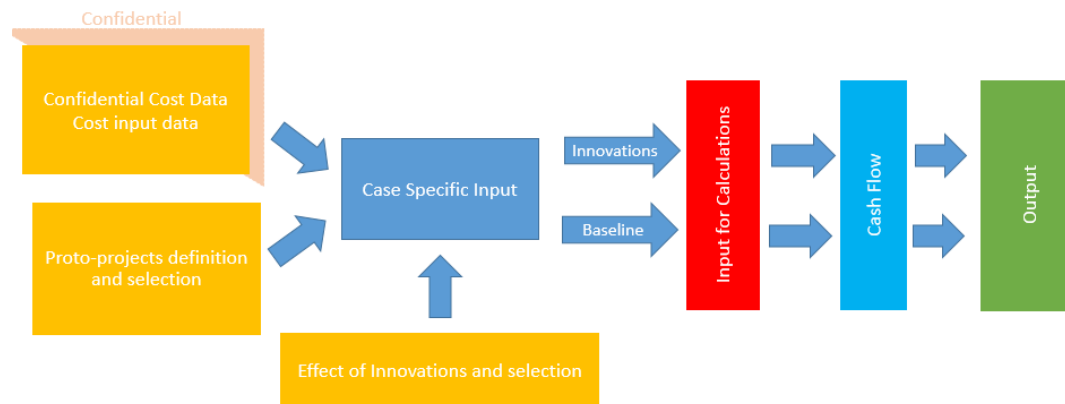 Confidential
Confidential Cost Data
Cost input data
Proto-projects definition
and selection
Case Specific Input
Effect of Innovations and selection
Innovations
Baseline
Input for Calculations
Cash Flow
Output